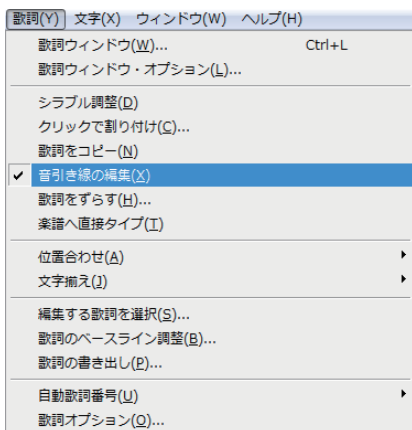 歌詞(Y) 文字(X) ウィンドウ(W) ヘルプ(H)
歌詞ウィンドウ(W)... Ctrl+L
歌詞ウィンドウ・オプション(L)...
シラブル調整(D)
クリックで割り付け(C)...
歌詞をコピー(N)
音引き線の編集(X)
歌詞をずらす(H)...
楽譜へ直接タイプ(T)
位置合わせ(A)
文字揃え(J)
編集する歌詞を選択(S)...
歌詞のベースライン調整(B)...
歌詞の書き出し(P)...
自動歌詞番号(U)
歌詞オプション(O)...